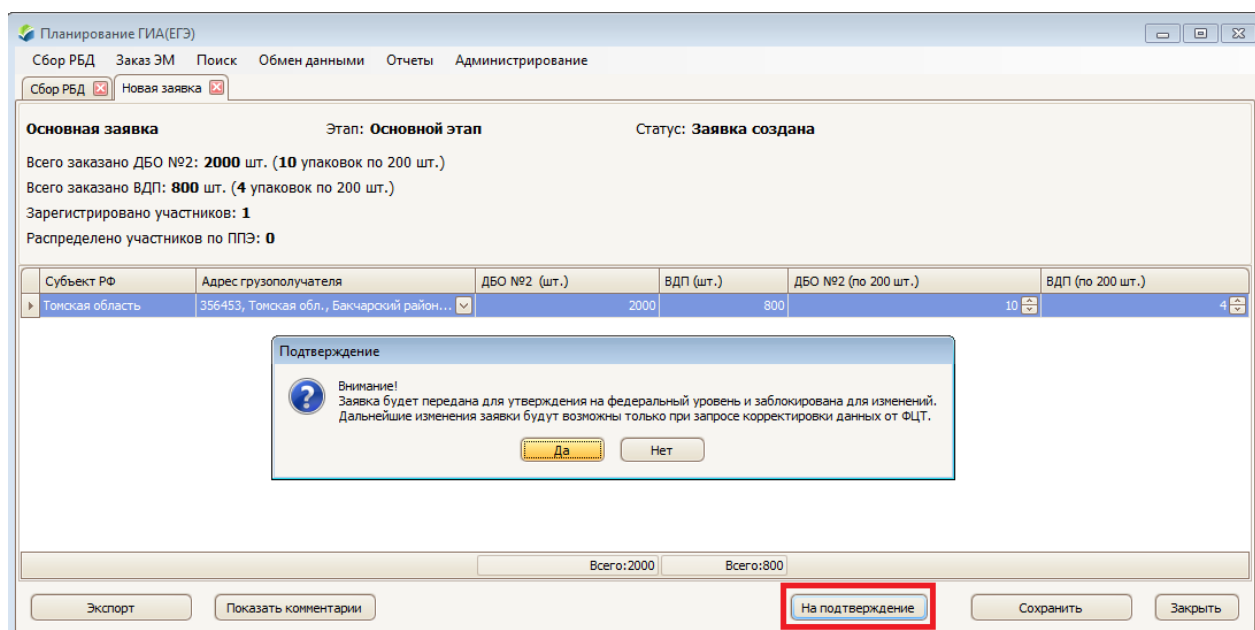 Планирование ГИА(ЕГЭ)
Сбор РБД Заказ ЭМ Поиск Обмен данными Отчеты Администрирование
Сбор РБД Новая заявка
Основная заявка Этап: Основной этап Статус: Заявка создана
Всего заказано ДБО №2: 2000 шт. (10 упаковок по 200 шт.)
Всего заказано ВДП: 800 шт. (4 упаковок по 200 шт.)
Зарегистрировано участников: 1
Распределено участников по ППЭ: 0
Субъект РФ Адрес грузополучателя ДБО №2 (шт.) ВДП (шт.) ДБО №2 (по 200 шт.) ВДП (по 200 шт.)
Томская область 356453, Томская обл., Бакчарский район... 2000 800 10 4
Подтверждение
Внимание!
Заявка будет передана для утверждения на федеральный уровень и заблокирована для изменений.
Дальнейшие изменения заявки будут возможны только при запросе корректировки данных от ФЦТ.
Да Нет
Всего:2000 Всего:800
Экспорт Показать комментарии На подтверждение Сохранить Закрыть